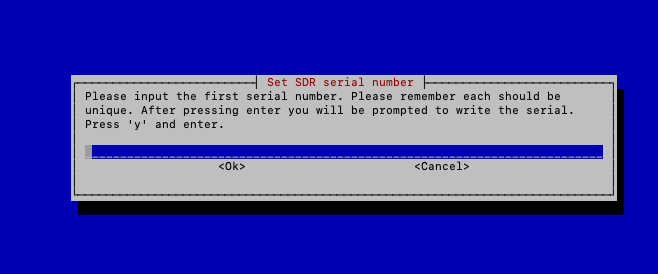 Set SDR serial number
Please input the first serial number. Please remember each should be
unique. After pressing enter you will be prompted to write the serial.
Press 'y' and enter.
<Ok> <Cancel>